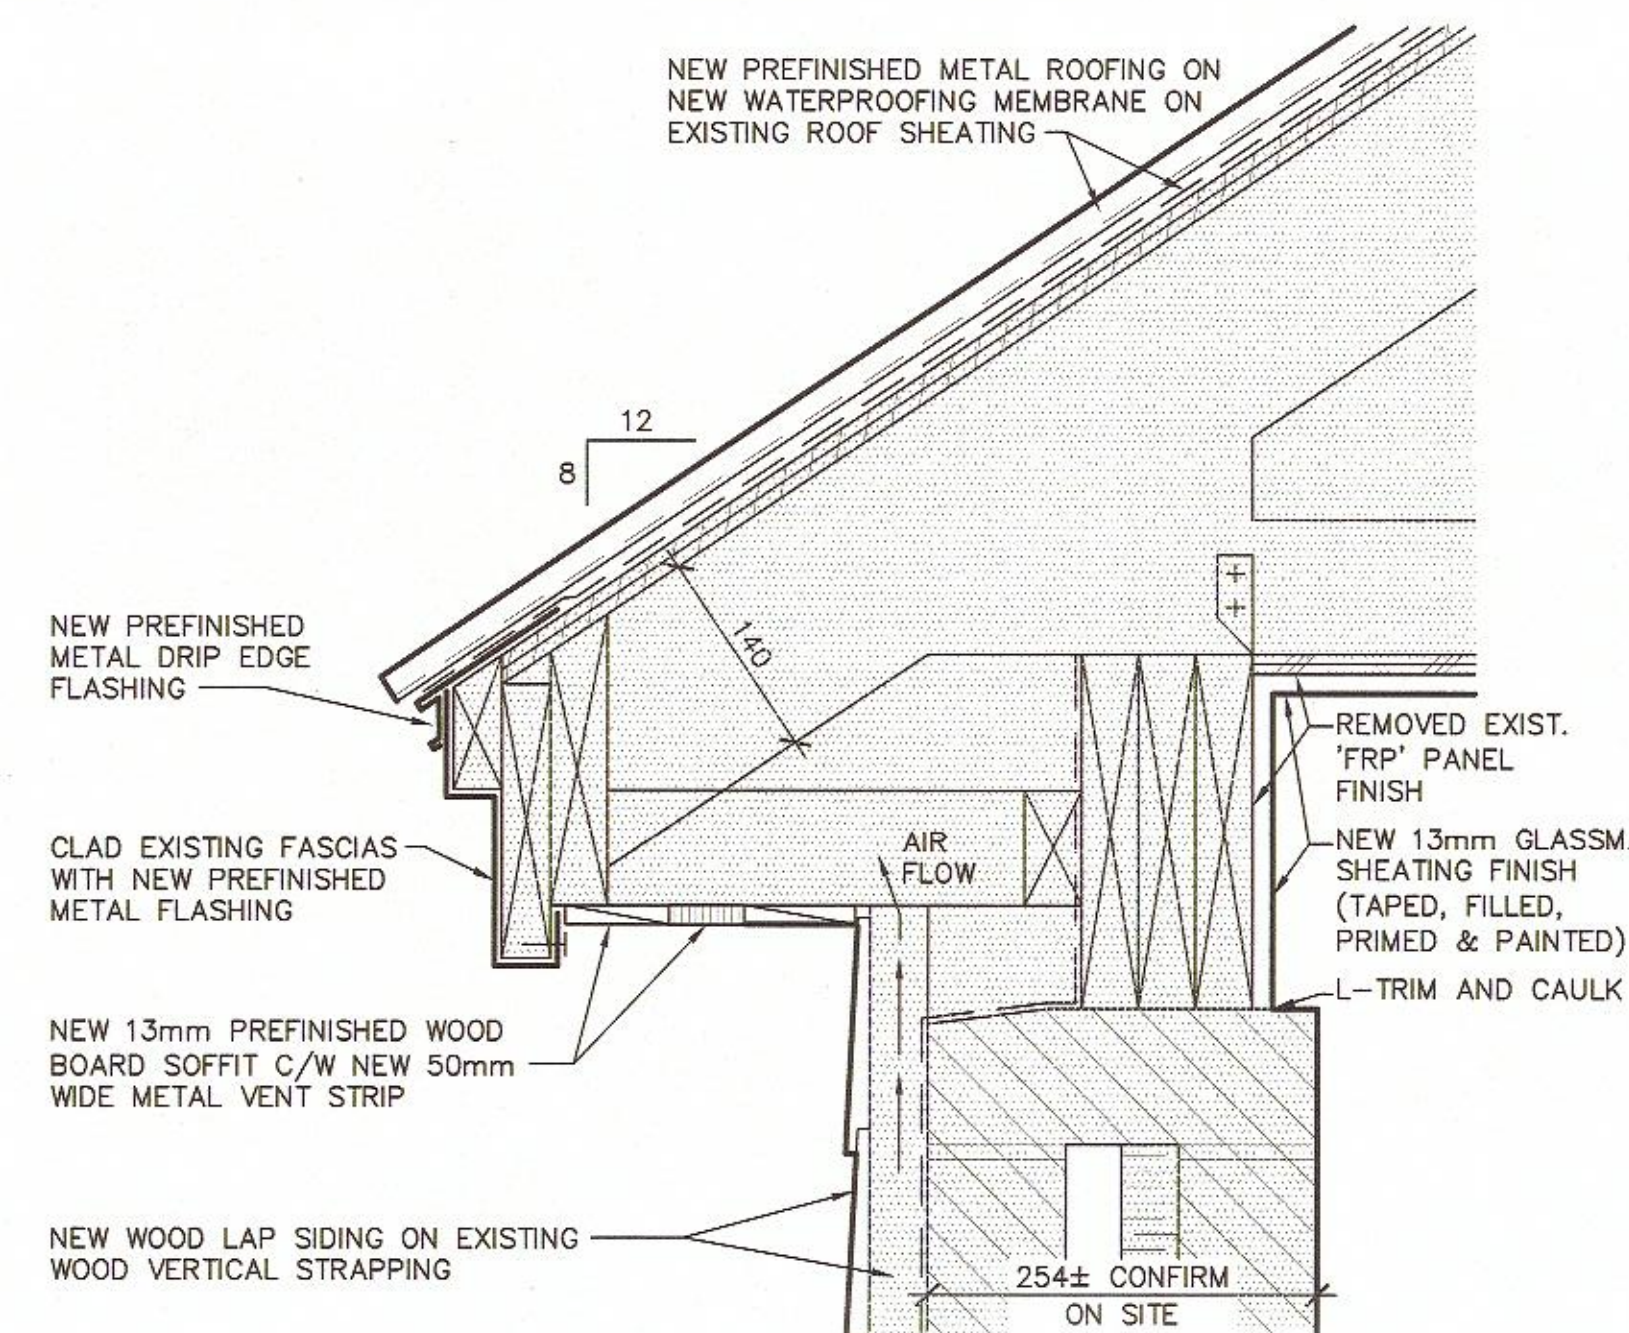 NEW PREFINISHED METAL ROOFING ON
NEW WATERPROOFING MEMBRANE ON
EXISTING ROOF SHEATING
12
8
140
NEW PREFINISHED
METAL DRIP EDGE
FLASHING
REMOVED EXIST.
'FRP' PANEL
FINISH
CLAD EXISTING FASCIAS
WITH NEW PREFINISHED
METAL FLASHING
AIR
FLOW
NEW 13mm GLASSM.
SHEATING FINISH
(TAPED, FILLED,
PRIMED & PAINTED)
L-TRIM AND CAULK
NEW 13mm PREFINISHED WOOD
BOARD SOFFIT C/W NEW 50mm
WIDE METAL VENT STRIP
NEW WOOD LAP SIDING ON EXISTING
WOOD VERTICAL STRAPPING
254± CONFIRM
ON SITE